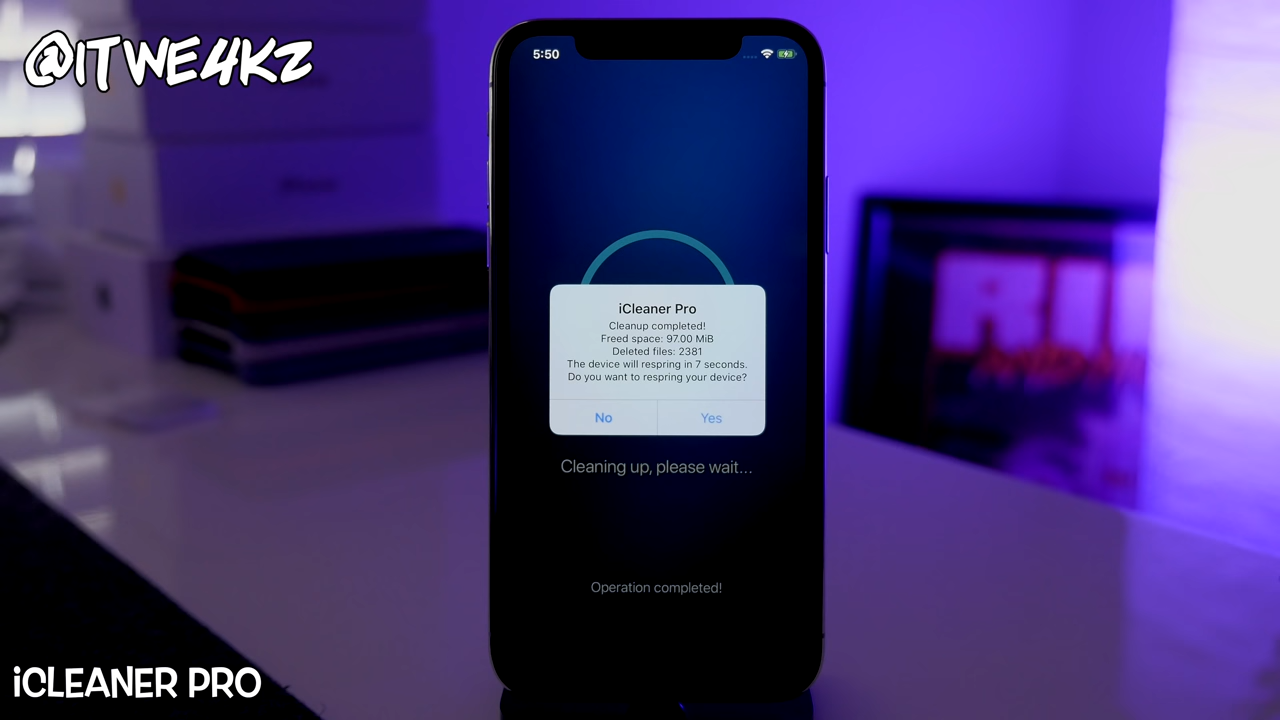 @iTWE4KZ
5:50
iCleaner Pro
Cleanup completed!
Freed space: 97.00 MiB
Deleted files: 2381
The device will respring in 7 seconds.
Do you want to respring your device?
No
Yes
Cleaning up, please wait...
Operation completed!
iCLEANER PRO